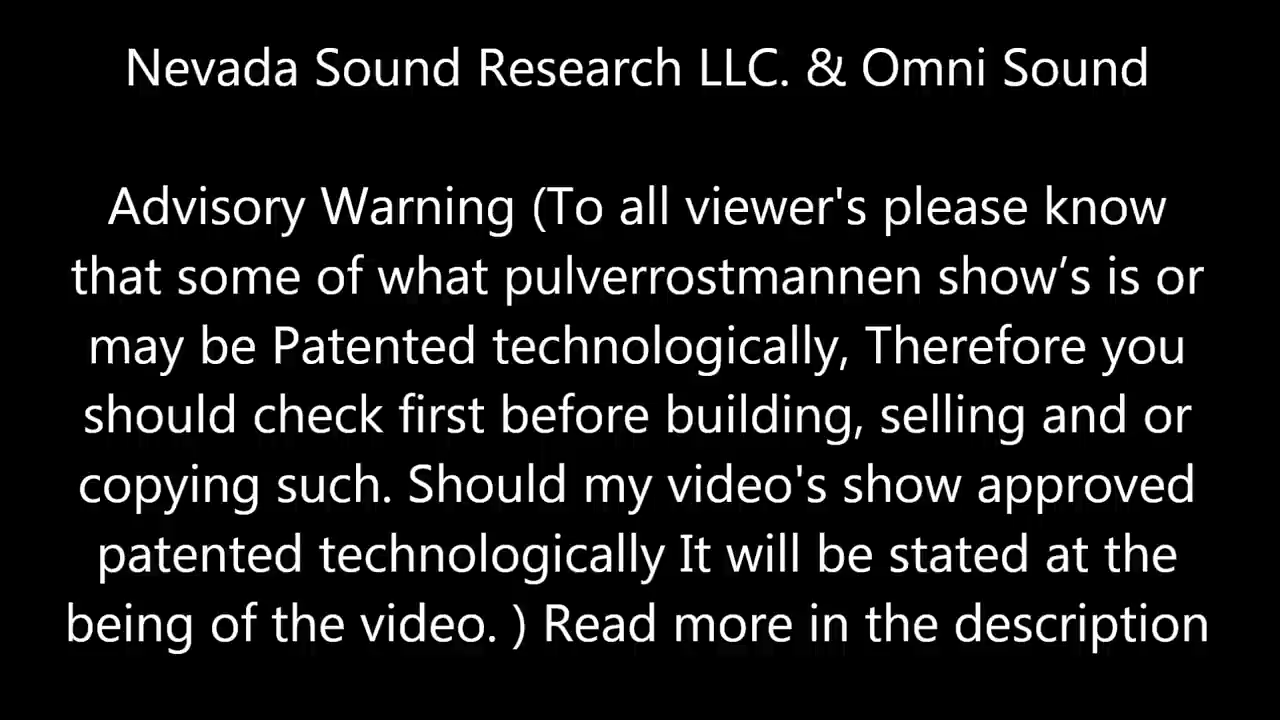 Nevada Sound Research LLC. & Omni Sound
Advisory Warning (To all viewer's please know
that some of what pulverrostmannen show’s is or
may be Patented technologically, Therefore you
should check first before building, selling and or
copying such. Should my video's show approved
patented technologically It will be stated at the
being of the video. ) Read more in the description